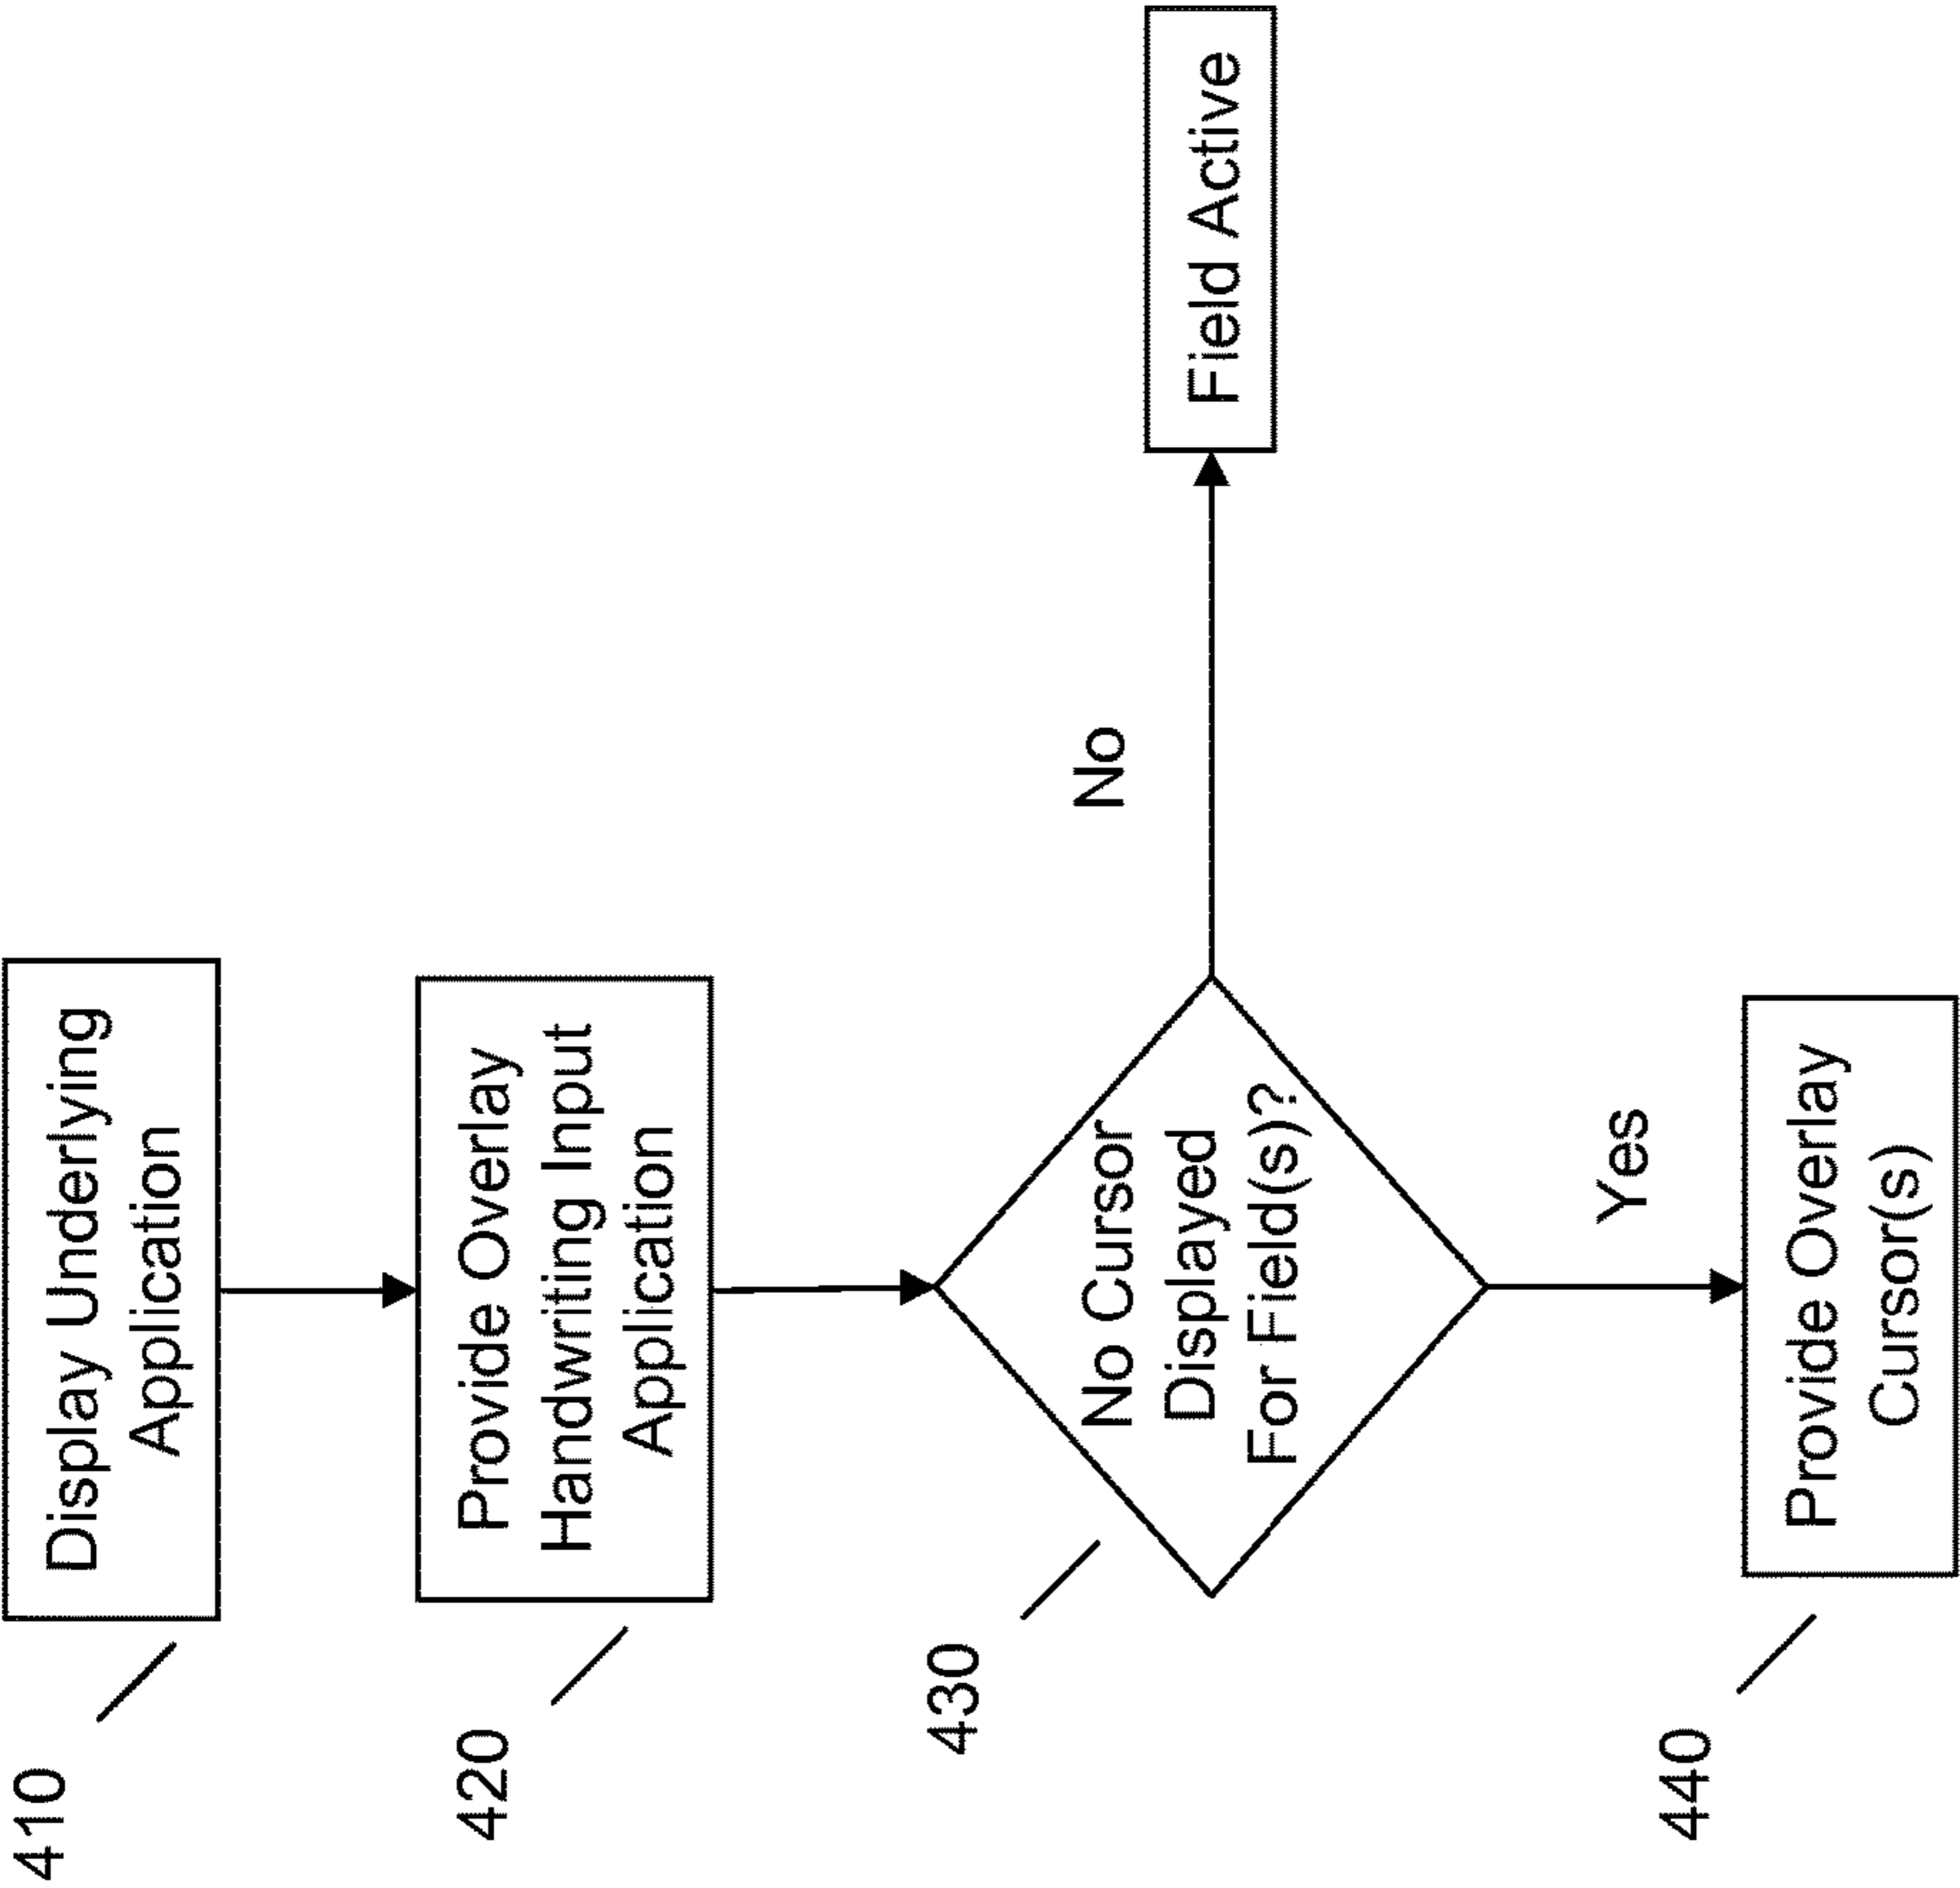 410
Display Underlying
Application
420
Provide Overlay
Handwriting Input
Application
430
No Cursor
Displayed
For Field(s)?
No
Field Active
Yes
440
Provide Overlay
Cursor(s)